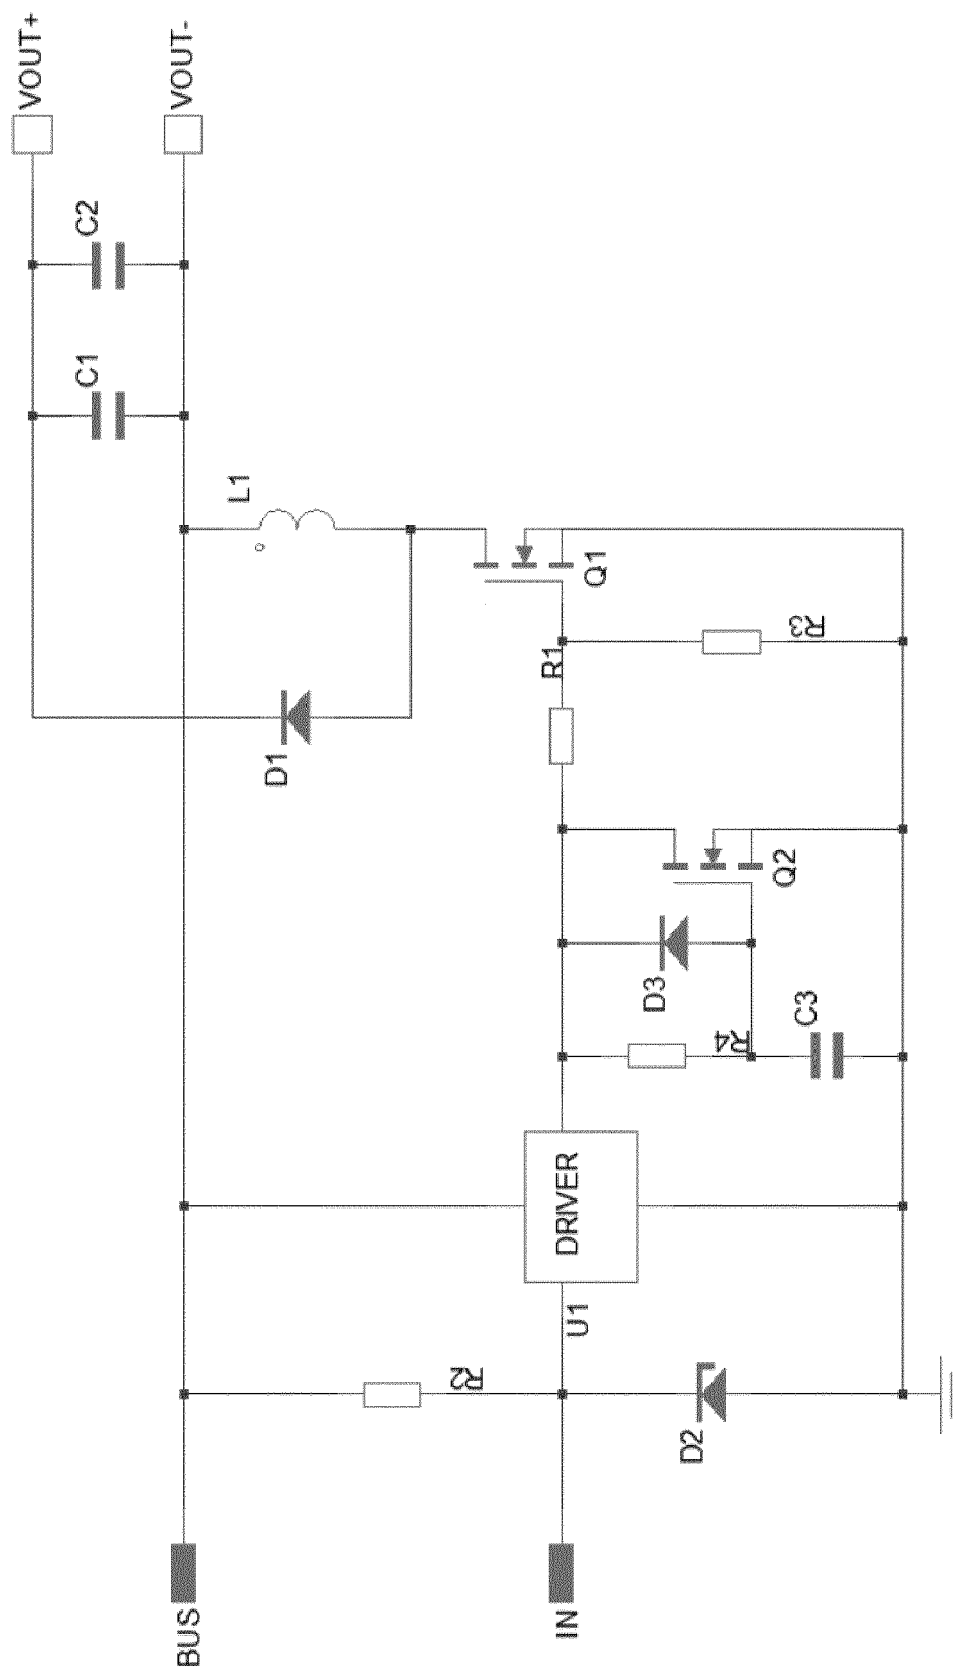 VOUT+
VOUT-
C2
C1
L1
Q1
R3
R1
D1
Q2
D3
C3
R4
DRIVER
U1
R2
D2
BUS
IN